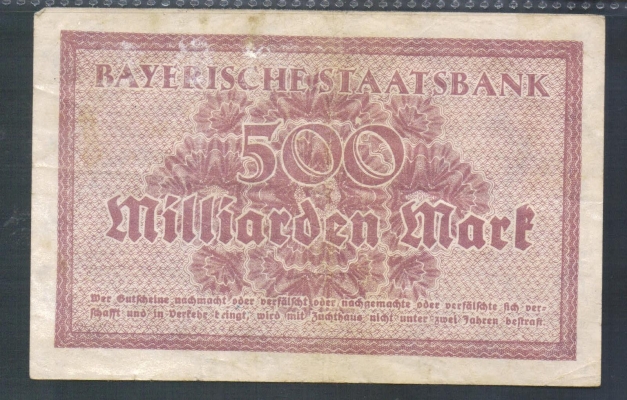 BAYERISCHE STAATSBANK
500
Milliarden Mark
Wer Gutscheine nachmacht oder verfälscht oder nachgemachte oder verfälschte sich ver-
schafft und in Verkehr bringt, wird mit Zuchthaus nicht unter zwei Jahren bestraft.